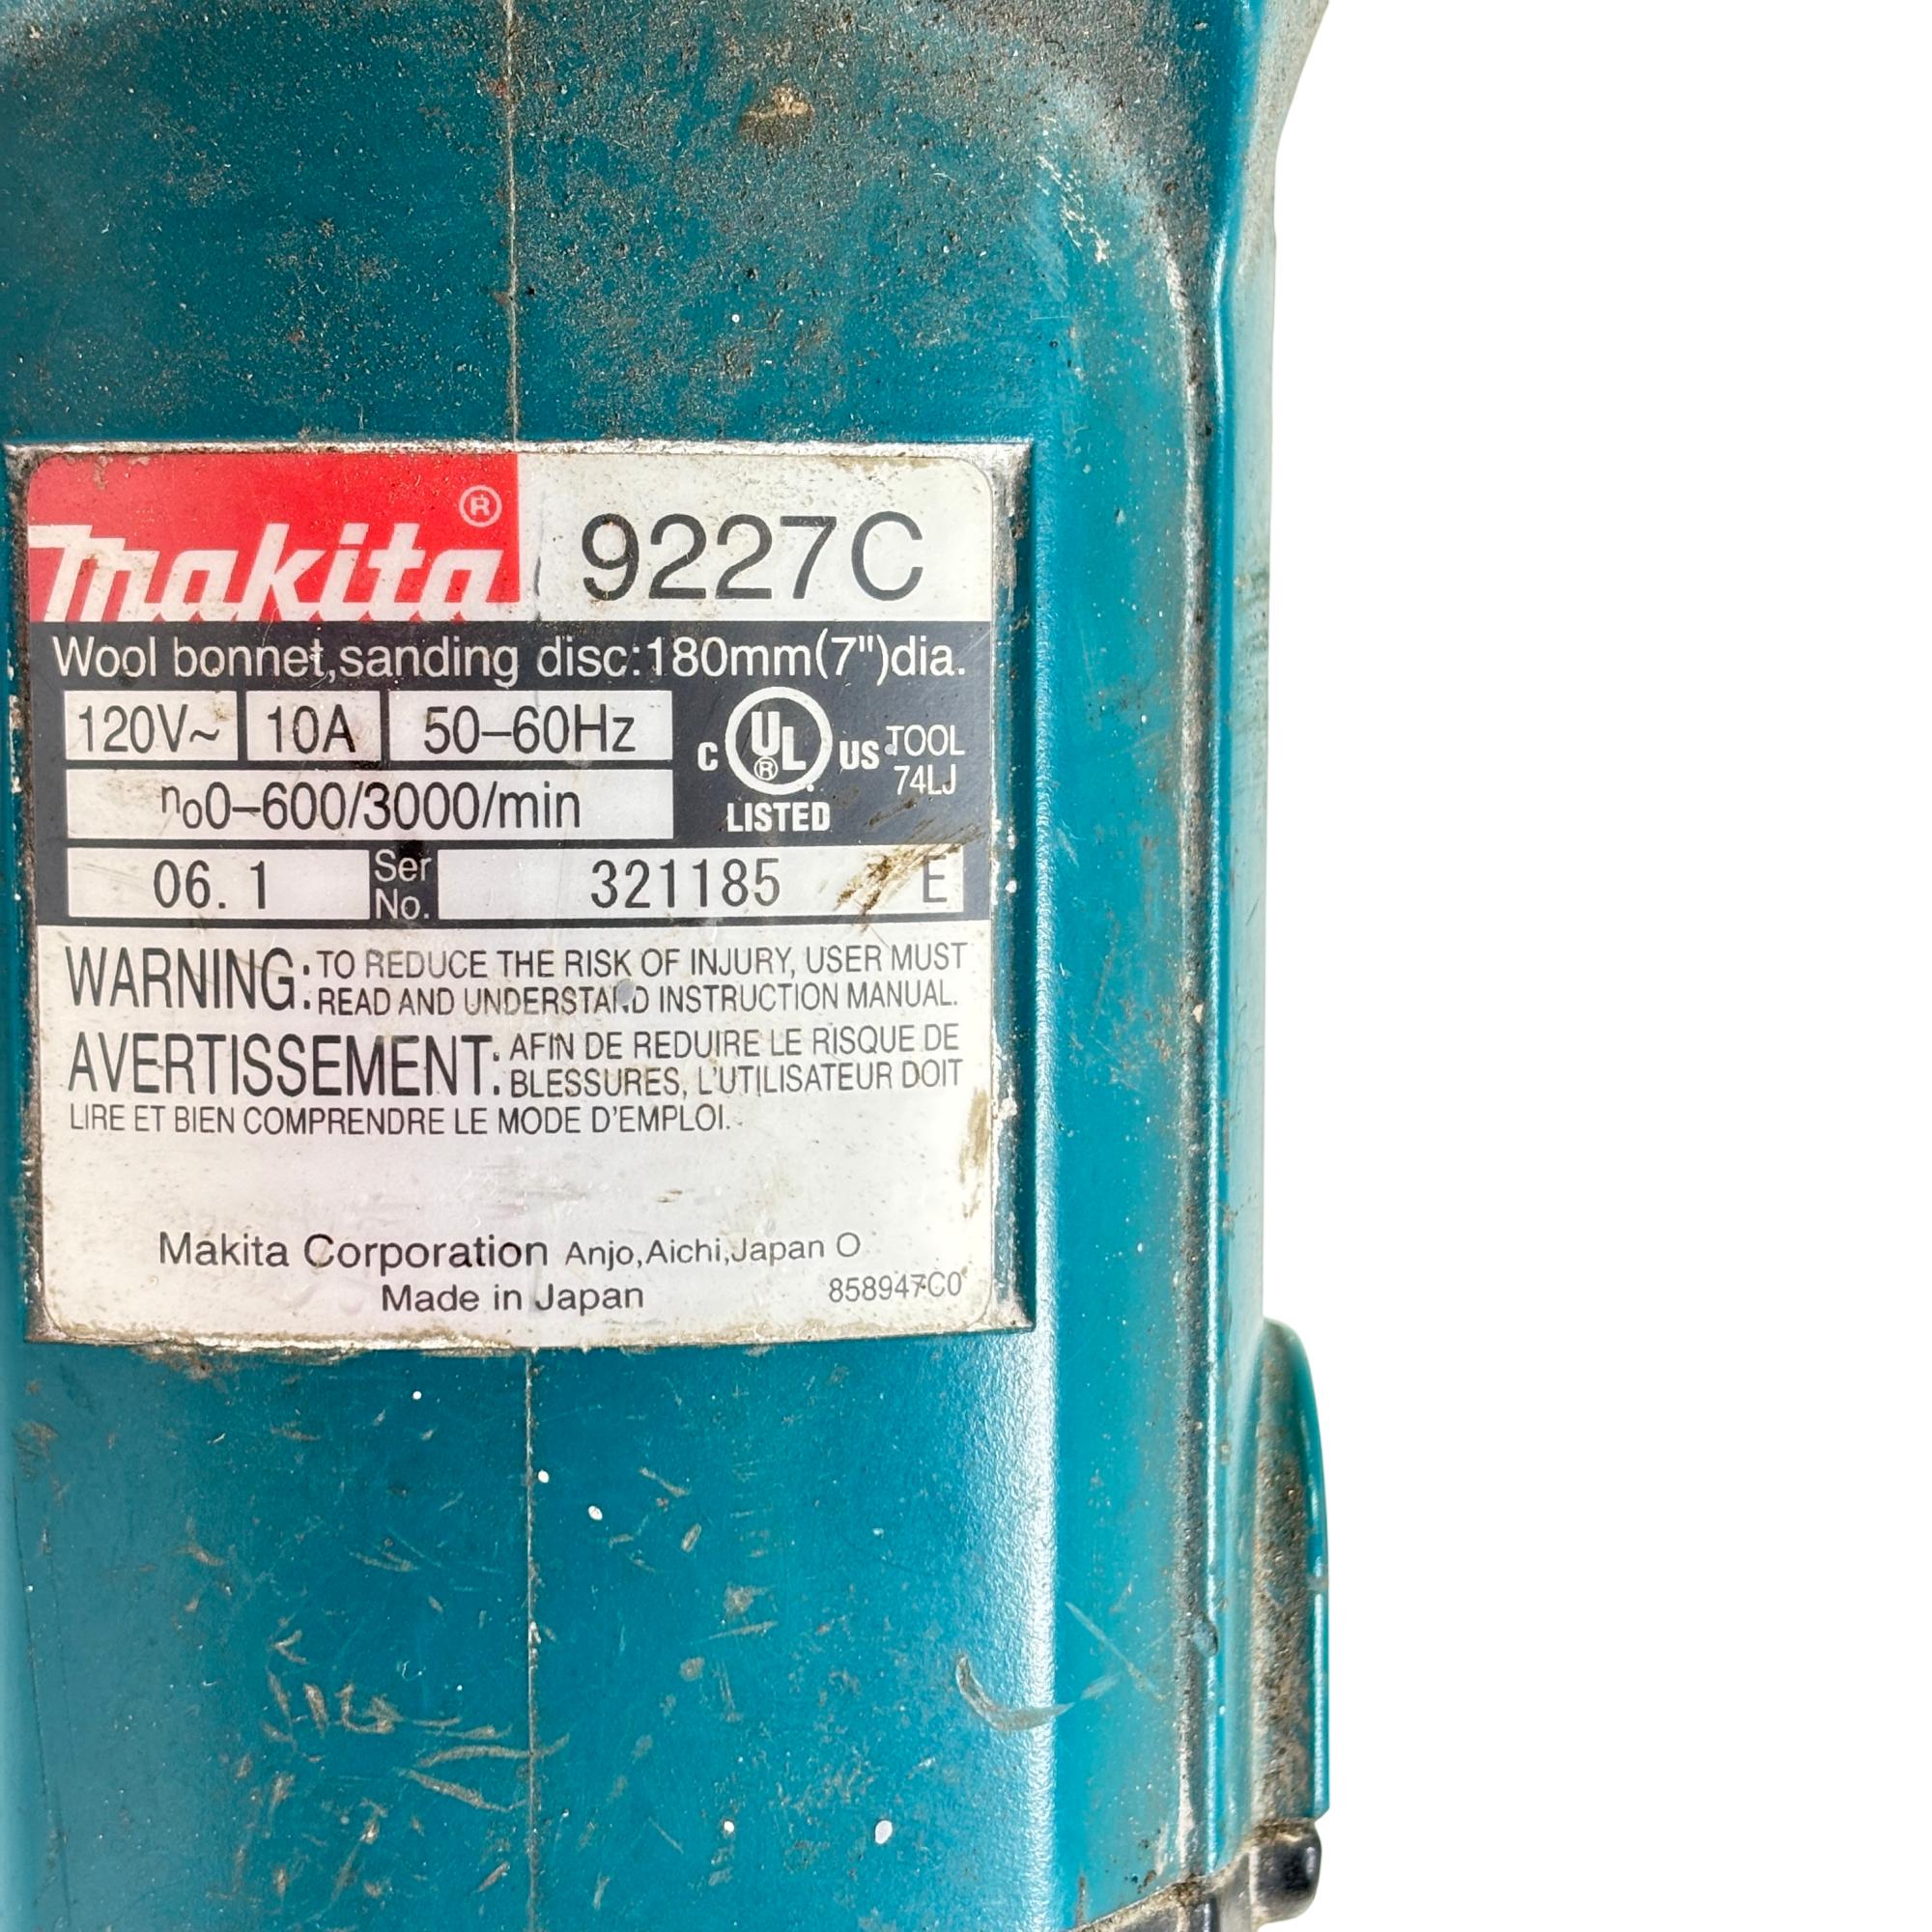 makita® 9227C
Wool bonnet,sanding disc:180mm(7")dia.
120V~ 10A 50–60Hz
C UL® US TOOL
74LJ
LISTED
n₀0–600/3000/min
06.1 Ser No. 321185 E
WARNING: TO REDUCE THE RISK OF INJURY, USER MUST
READ AND UNDERSTAND INSTRUCTION MANUAL.
AVERTISSEMENT: AFIN DE REDUIRE LE RISQUE DE
BLESSURES, L'UTILISATEUR DOIT
LIRE ET BIEN COMPRENDRE LE MODE D'EMPLOI.
Makita Corporation Anjo,Aichi,Japan O
Made in Japan 858947C0